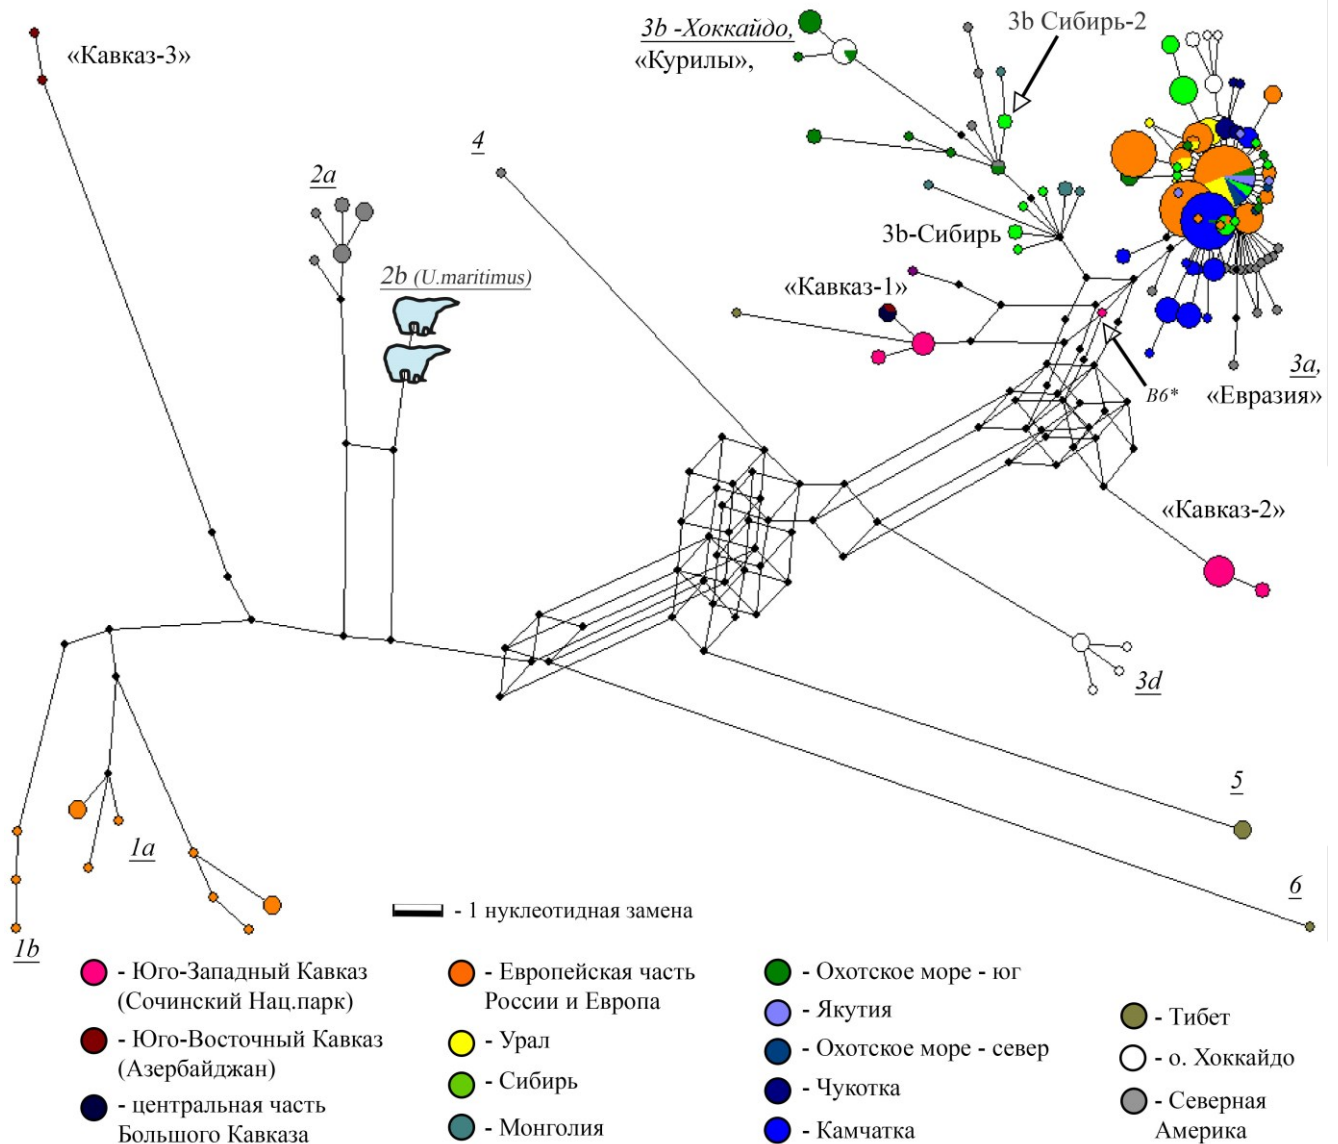 «Кавказ-3»
3b -Хоккайдо,
«Курилы»,
3b Сибирь-2
4
2a
2b (U.maritimus)
3b-Сибирь
«Кавказ-1»
B6*
3a,
«Евразия»
«Кавказ-2»
3d
5
6
1a
1b
- 1 нуклеотидная замена
- Юго-Западный Кавказ
(Сочинский Нац.парк)
- Юго-Восточный Кавказ
(Азербайджан)
- центральная часть
Большого Кавказа
- Европейская часть
России и Европа
- Урал
- Сибирь
- Монголия
- Охотское море - юг
- Якутия
- Охотское море - север
- Чукотка
- Камчатка
- Тибет
- о. Хоккайдо
- Северная
Америка